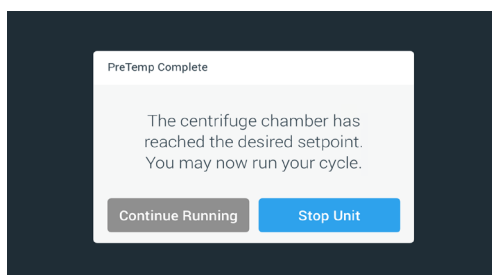 PreTemp Complete
The centrifuge chamber has
reached the desired setpoint.
You may now run your cycle.
Continue Running
Stop Unit